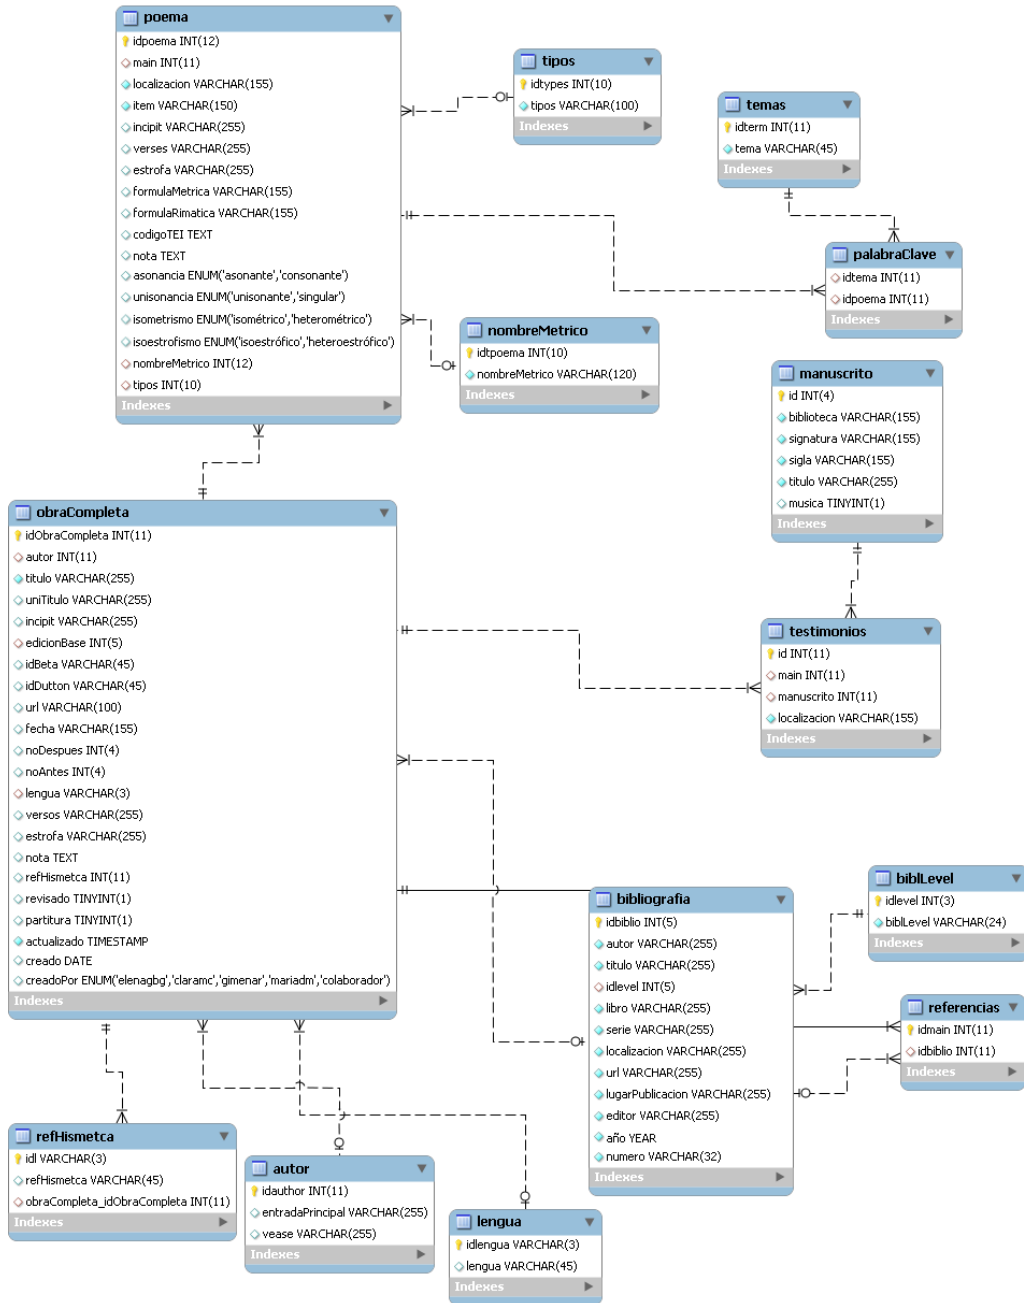 poema
idpoema INT(12)
main INT(11)
localizacion VARCHAR(155)
item VARCHAR(150)
incipit VARCHAR(255)
verses VARCHAR(255)
estrofa VARCHAR(255)
formulaMetrica VARCHAR(155)
formulaRimatica VARCHAR(155)
codigoTEI TEXT
nota TEXT
asonancia ENUM('asonante','consonante')
unisonancia ENUM('unisonante','singular')
isometrismo ENUM('isométrico','heterométrico')
isoestrofismo ENUM('isoestrófico','heteroestrófico')
nombreMetrico INT(12)
tipos INT(10)
Indexes
tipos
idtypes INT(10)
tipos VARCHAR(100)
Indexes
temas
idterm INT(11)
tema VARCHAR(45)
Indexes
palabraClave
idtema INT(11)
idpoema INT(11)
Indexes
nombreMetrico
idtpoema INT(10)
nombreMetrico VARCHAR(120)
Indexes
manuscrito
id INT(4)
biblioteca VARCHAR(155)
signatura VARCHAR(155)
sigla VARCHAR(155)
titulo VARCHAR(255)
musica TINYINT(1)
Indexes
obraCompleta
idObraCompleta INT(11)
autor INT(11)
titulo VARCHAR(255)
uniTitulo VARCHAR(255)
incipit VARCHAR(255)
edicionBase INT(5)
idBeta VARCHAR(45)
idDutton VARCHAR(45)
url VARCHAR(100)
fecha VARCHAR(155)
noDespues INT(4)
noAntes INT(4)
lengua VARCHAR(3)
versos VARCHAR(255)
estrofa VARCHAR(255)
nota TEXT
refHismetca INT(11)
revisado TINYINT(1)
partitura TINYINT(1)
actualizado TIMESTAMP
creado DATE
creadoPor ENUM('elenagbg','claramc','gimenar','mariadm','colaborador')
Indexes
testimonios
id INT(11)
main INT(11)
manuscrito INT(11)
localizacion VARCHAR(155)
Indexes
bibliografia
idbiblio INT(5)
autor VARCHAR(255)
titulo VARCHAR(255)
idlevel INT(5)
libro VARCHAR(255)
serie VARCHAR(255)
localizacion VARCHAR(255)
url VARCHAR(255)
lugarPublicacion VARCHAR(255)
editor VARCHAR(255)
año YEAR
numero VARCHAR(32)
Indexes
biblLevel
idlevel INT(3)
biblLevel VARCHAR(24)
Indexes
referencias
idmain INT(11)
idbiblio INT(11)
Indexes
refHismetca
idl VARCHAR(3)
refHismetca VARCHAR(45)
obraCompleta_idObraCompleta INT(11)
Indexes
autor
idauthor INT(11)
entradaPrincipal VARCHAR(255)
vease VARCHAR(255)
Indexes
lengua
idlengua VARCHAR(3)
lengua VARCHAR(45)
Indexes